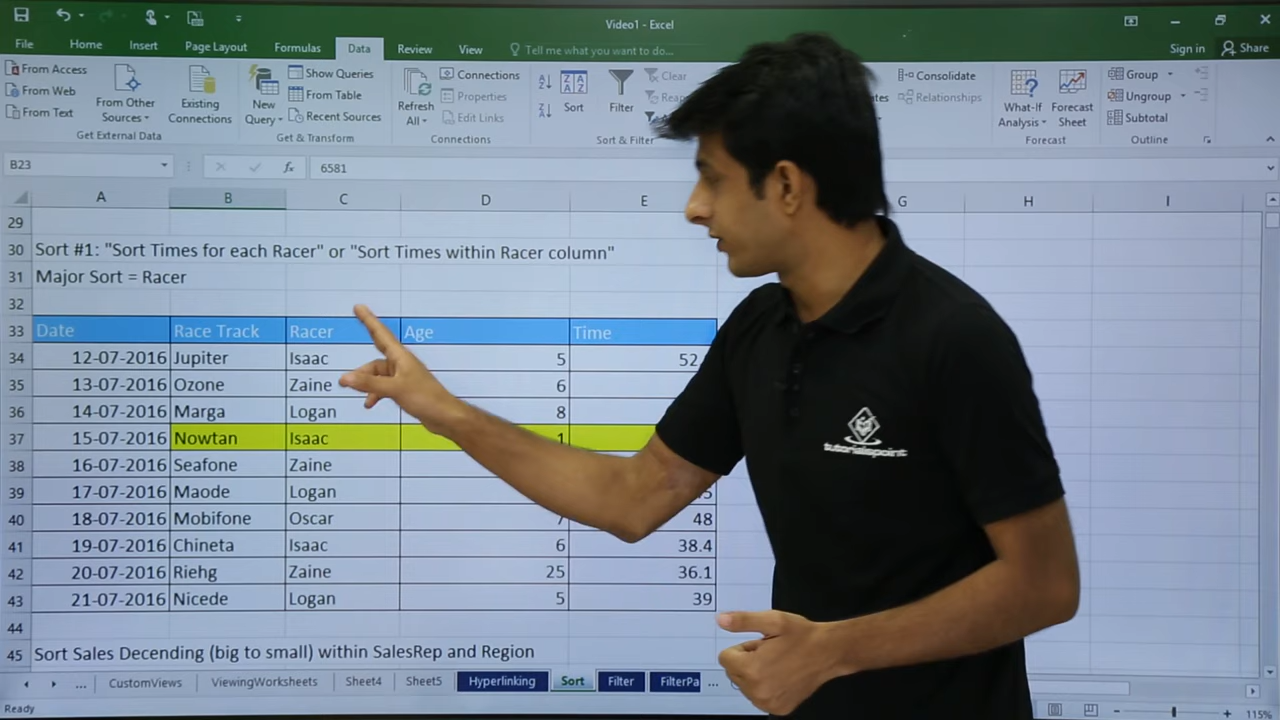 Video1 - Excel
File Home Insert Page Layout Formulas Data Review View Tell me what you want to do... Sign in Share
From Access
From Web
From Text
From Other Sources
Get External Data
Existing Connections
New Query
Show Queries
From Table
Recent Sources
Get & Transform
Refresh All
Connections
Properties
Edit Links
Connections
Sort
Filter
Clear
Sort & Filter
Consolidate
Relationships
What-If Analysis
Forecast Sheet
Forecast
Group
Ungroup
Subtotal
Outline
B23 fx 6581
A B C D E G H I
29
30 Sort #1: "Sort Times for each Racer" or "Sort Times within Racer column"
31 Major Sort = Racer
32
33 Date Race Track Racer Age Time
34 12-07-2016 Jupiter Isaac 5 52
35 13-07-2016 Ozone Zaine 6
36 14-07-2016 Marga Logan 8
37 15-07-2016 Nowtan Isaac 1
38 16-07-2016 Seafone Zaine
39 17-07-2016 Maode Logan
40 18-07-2016 Mobifone Oscar 7 48
41 19-07-2016 Chineta Isaac 6 38.4
42 20-07-2016 Riehg Zaine 25 36.1
43 21-07-2016 Nicede Logan 5 39
44
45 Sort Sales Decending (big to small) within SalesRep and Region
... CustomViews ViewingWorksheets Sheet4 Sheet5 Hyperlinking Sort Filter FilterPa ...
Ready 115%
tutorialspoint